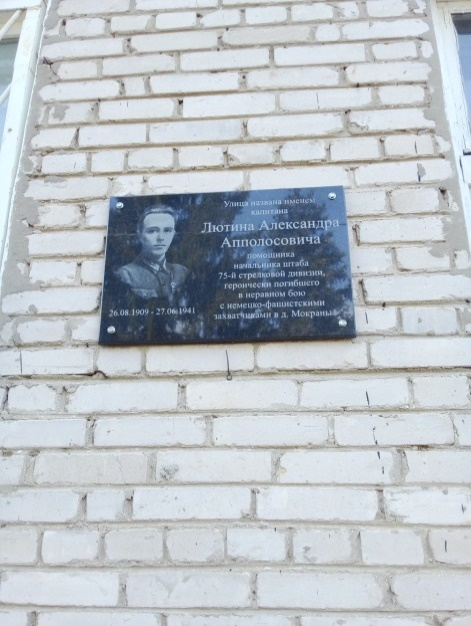 Улица названа именем
капитана
Лютина Александра
Апполосовича
помощника
начальника штаба
75-й стрелковой дивизии,
героически погибшего
в неравном бою
с немецко-фашистскими
захватчиками в д. Мокраны
26.08.1909 - 27.06.1941